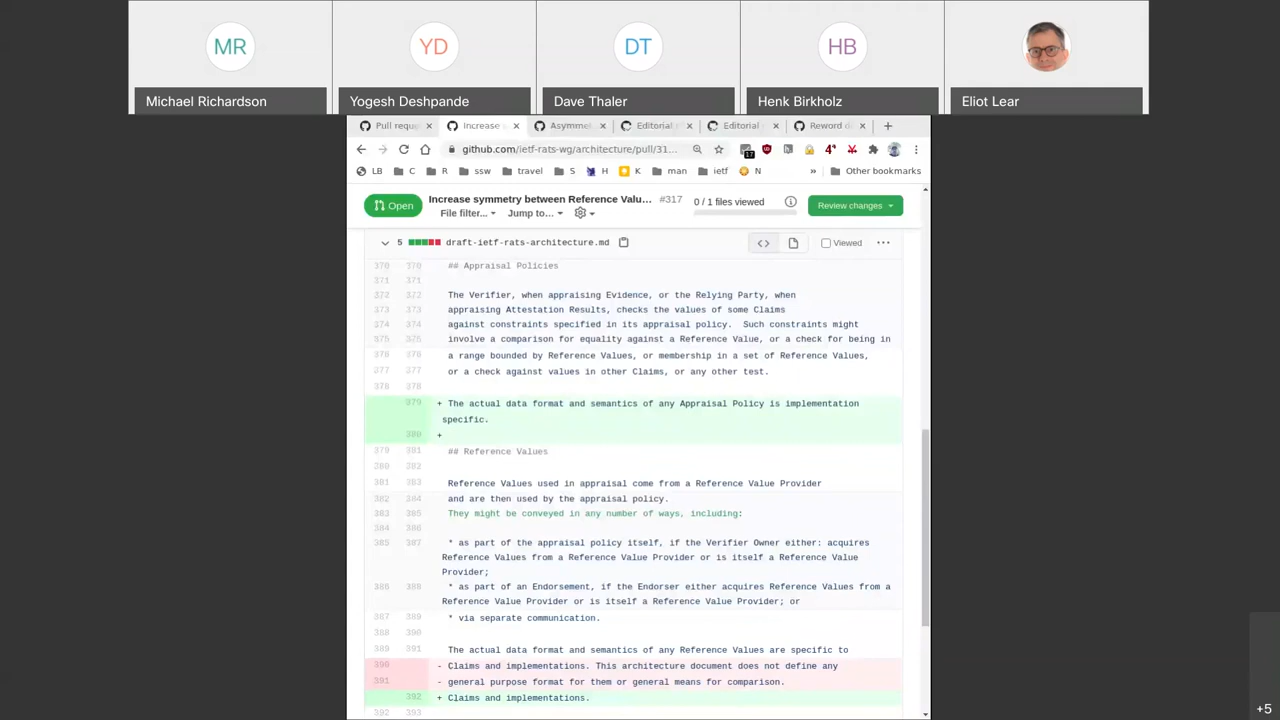 MR
YD
DT
HB
Michael Richardson
Yogesh Deshpande
Dave Thaler
Henk Birkholz
Eliot Lear
Pull requ
Increase
Asymme
Editorial
Editorial
Reword d
github.com/ietf-rats-wg/architecture/pull/31...
17
LB C R ssw travel S H K man ietf N » Other bookmarks
Open
Increase symmetry between Reference Valu... #317
File filter... Jump to...
0 / 1 files viewed
Review changes
5 draft-ietf-rats-architecture.md
Viewed
370 370 ## Appraisal Policies
371 371
372 372 The Verifier, when appraising Evidence, or the Relying Party, when
373 373 appraising Attestation Results, checks the values of some Claims
374 374 against constraints specified in its appraisal policy. Such constraints might
375 375 involve a comparison for equality against a Reference Value, or a check for being in
376 376 a range bounded by Reference Values, or membership in a set of Reference Values,
377 377 or a check against values in other Claims, or any other test.
378 378
379 + The actual data format and semantics of any Appraisal Policy is implementation
specific.
380 +
379 381 ## Reference Values
380 382
381 383 Reference Values used in appraisal come from a Reference Value Provider
382 384 and are then used by the appraisal policy.
383 385 They might be conveyed in any number of ways, including:
384 386
385 387 * as part of the appraisal policy itself, if the Verifier Owner either: acquires
Reference Values from a Reference Value Provider or is itself a Reference Value
Provider;
386 388 * as part of an Endorsement, if the Endorser either acquires Reference Values from a
Reference Value Provider or is itself a Reference Value Provider; or
387 389 * via separate communication.
388 390
389 391 The actual data format and semantics of any Reference Values are specific to
390 - Claims and implementations. This architecture document does not define any
391 - general purpose format for them or general means for comparison.
392 + Claims and implementations.
392 393
+5